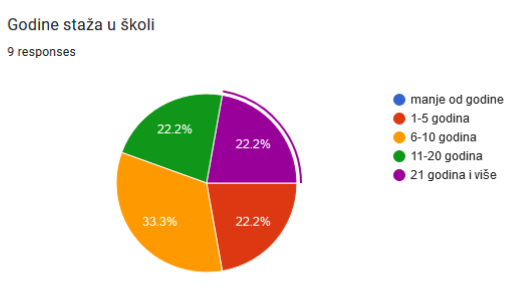 Godine staža u školi
9 responses
22.2%
22.2%
33.3%
22.2%
manje od godine
1-5 godina
6-10 godina
11-20 godina
21 godina i više